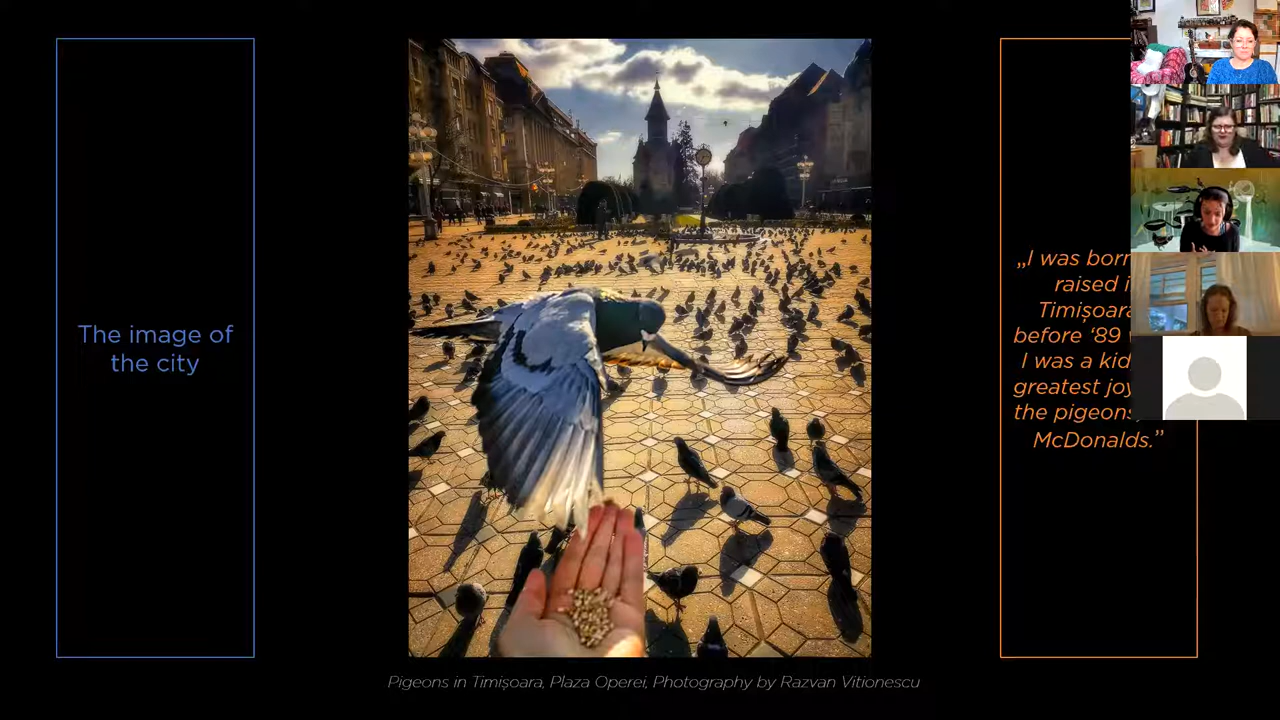 The image of
the city
„I was born
raised i
Timișoara
before ‘89
I was a kid,
greatest joy
the pigeons,
McDonalds.”
Pigeons in Timișoara, Plaza Operei, Photography by Razvan Vitionescu